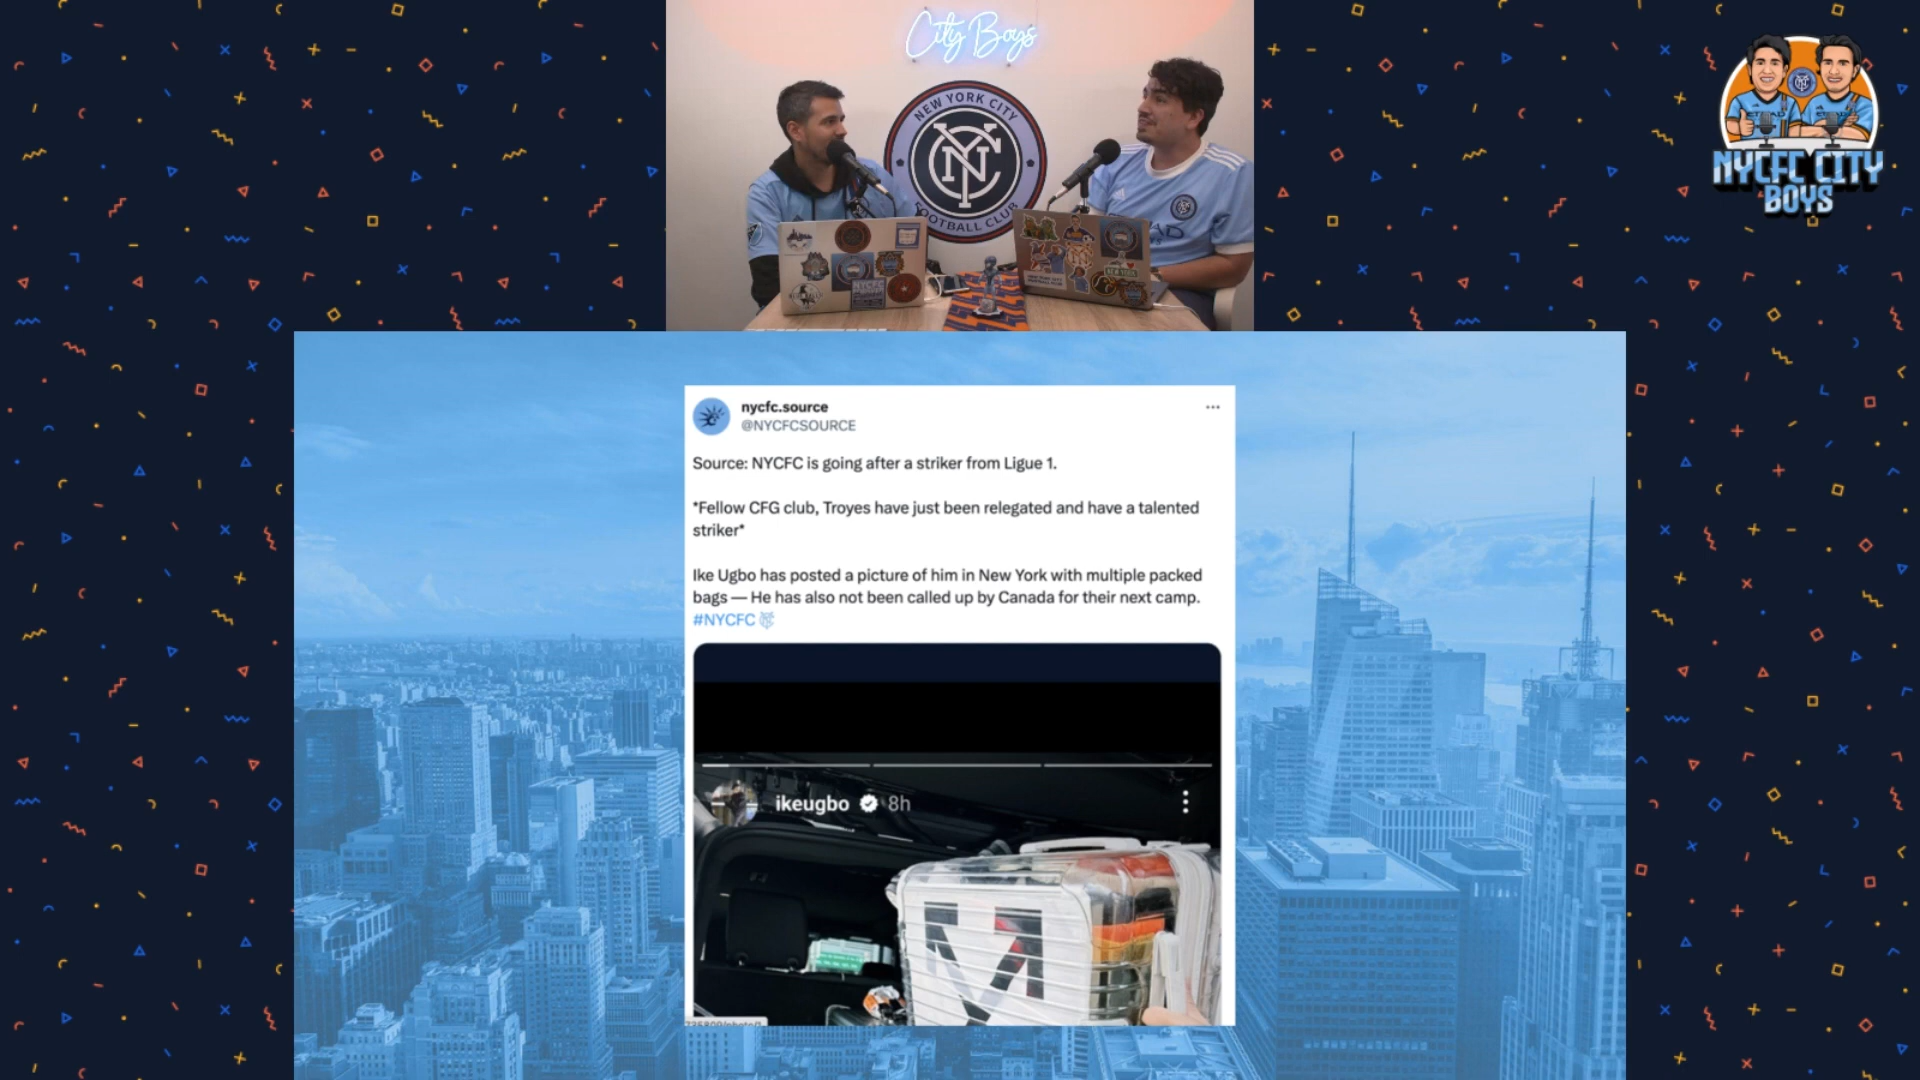 City Boys
NEW YORK CITY
NYC
FOOTBALL CLUB
NYCFC CITY
BOYS
nycfc.source
@NYCFCSOURCE
Source: NYCFC is going after a striker from Ligue 1.
*Fellow CFG club, Troyes have just been relegated and have a talented
striker*
Ike Ugbo has posted a picture of him in New York with multiple packed
bags — He has also not been called up by Canada for their next camp.
#NYCFC
ikeugbo 8h
M